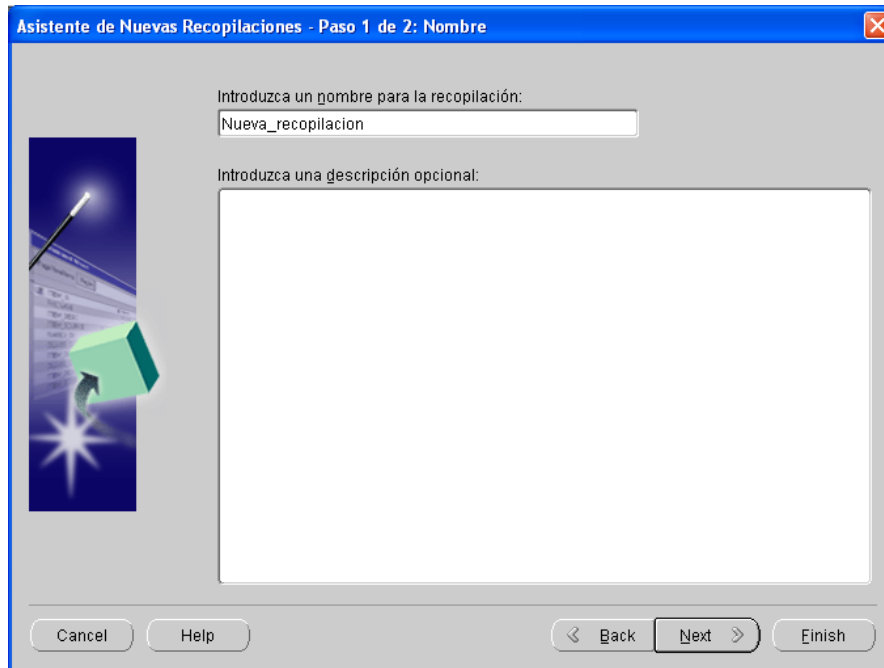 Asistente de Nuevas Recopilaciones - Paso 1 de 2: Nombre
Introduzca un nombre para la recopilación:
Nueva_recopilacion
Introduzca una descripción opcional:
Cancel
Help
Back
Next
Finish